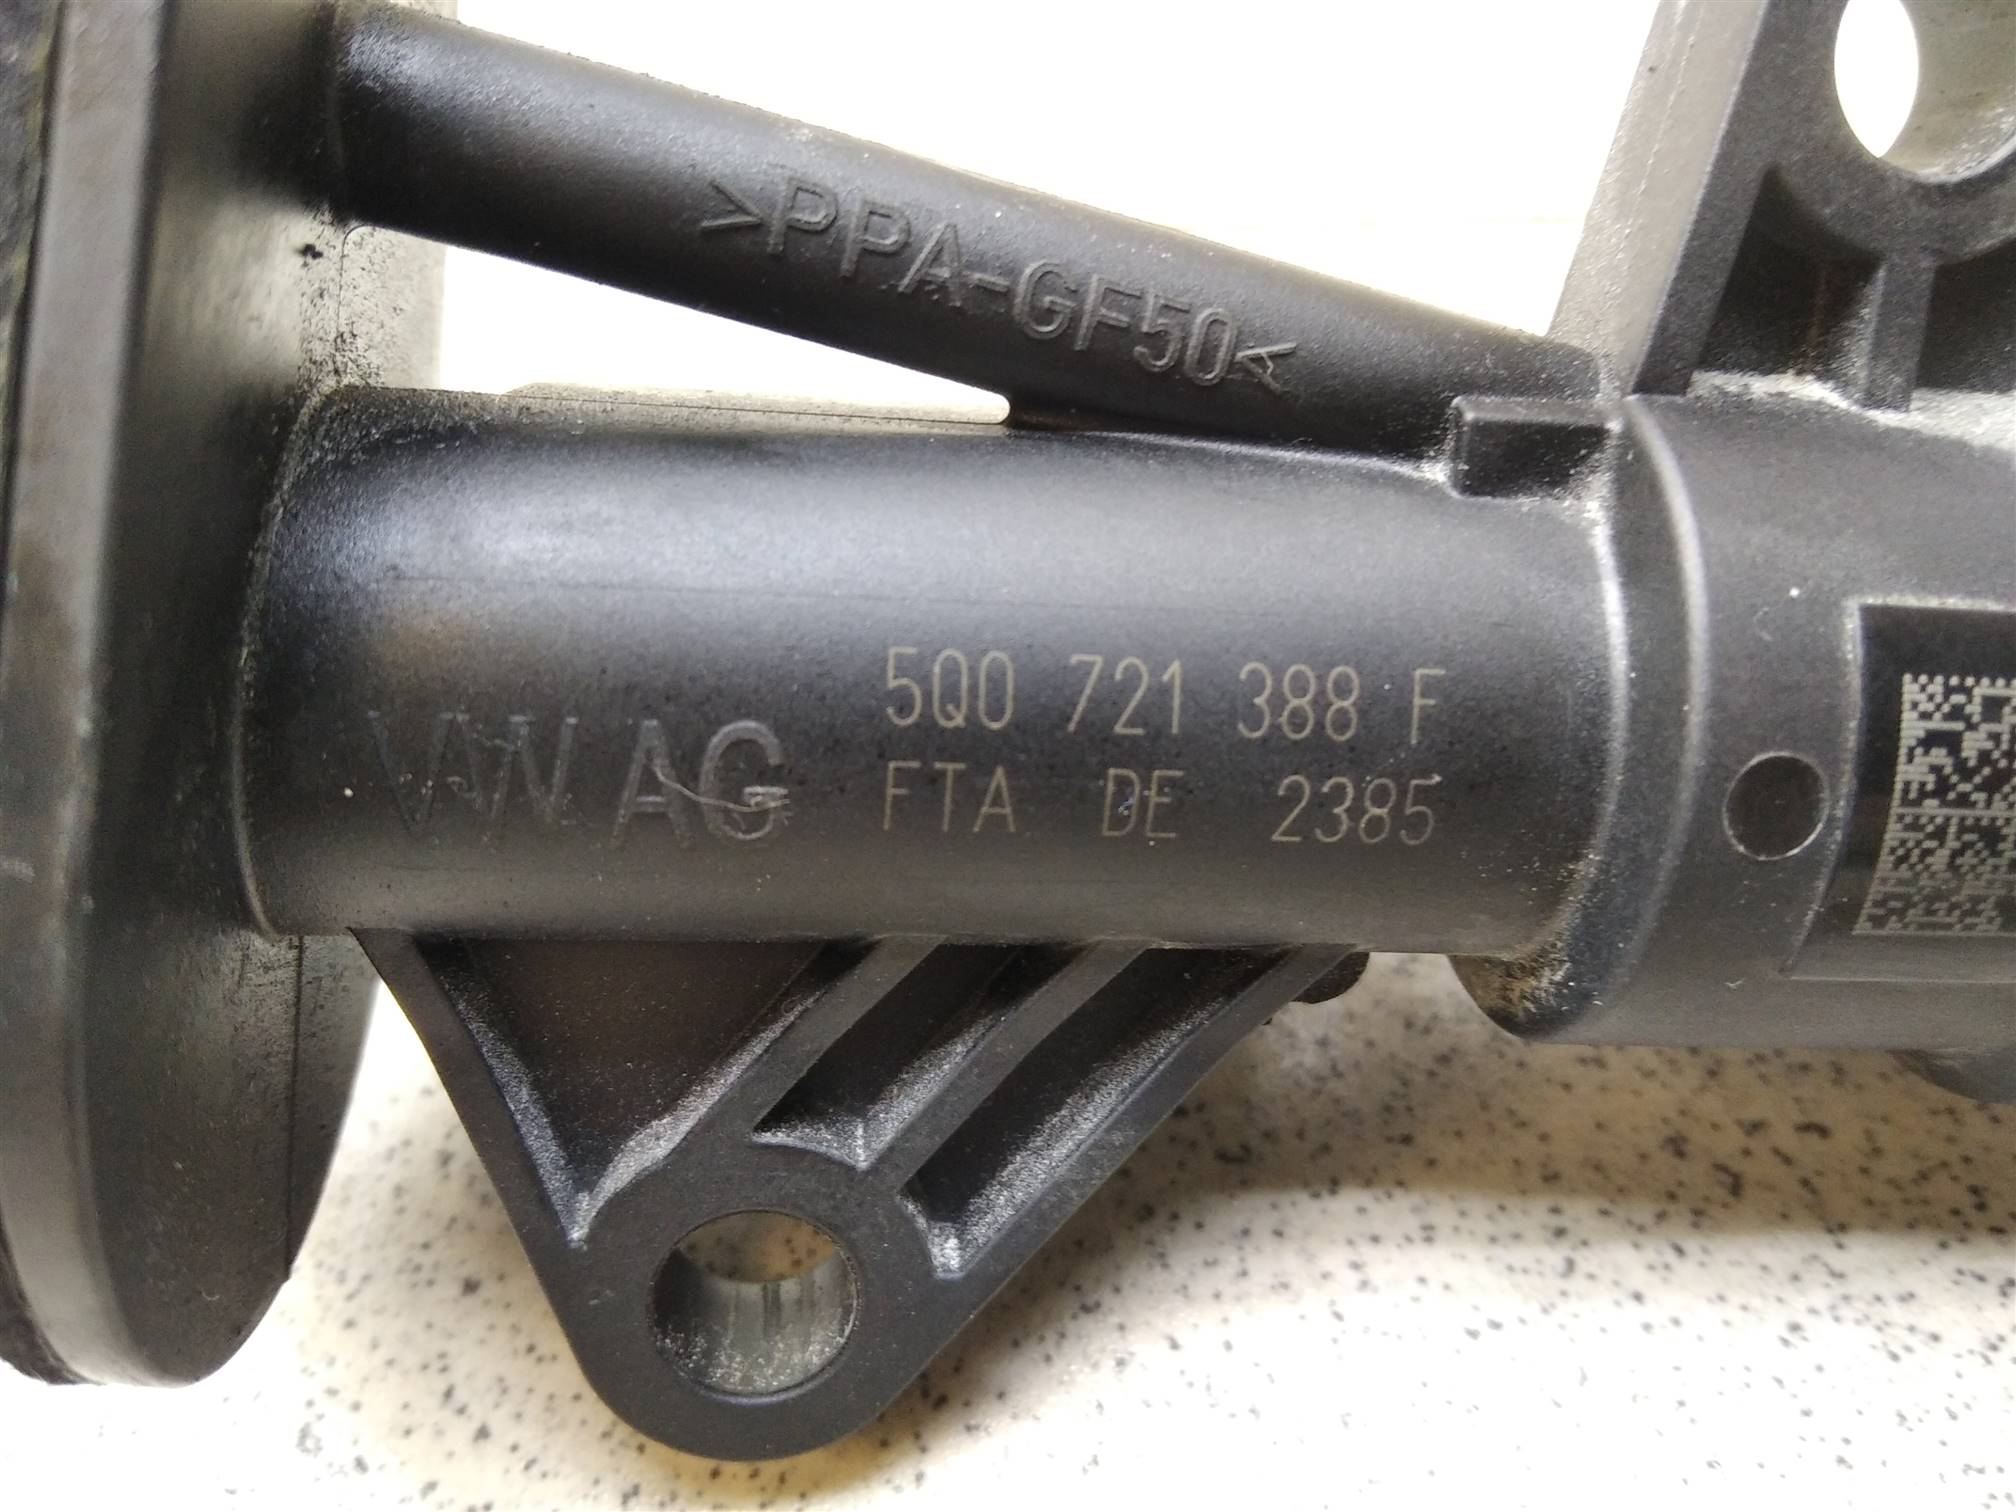 >PPA-GF50<
VW AG
5Q0 721 388 F
FTA DE 2385